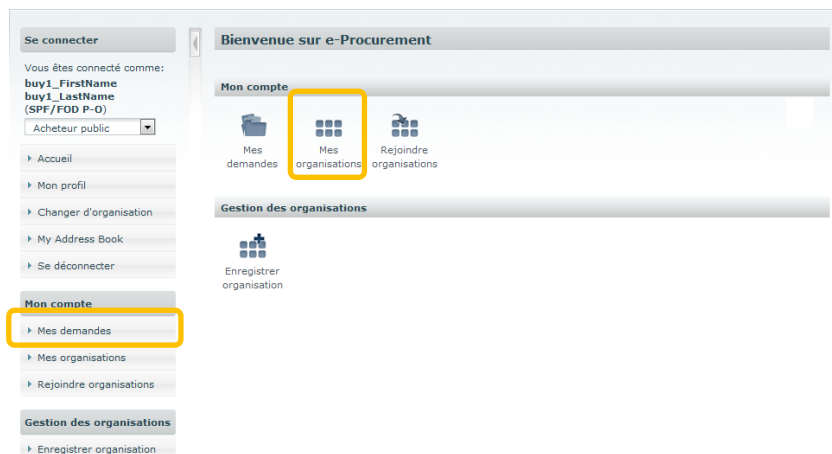 Se connecter
Vous êtes connecté comme:
buy1_FirstName
buy1_LastName
(SPF/FOD P-O)
Acheteur public
Accueil
Mon profil
Changer d'organisation
My Address Book
Se déconnecter
Mon compte
Mes demandes
Mes organisations
Rejoindre organisations
Gestion des organisations
Enregistrer organisation
Bienvenue sur e-Procurement
Mon compte
Mes
demandes
Mes
organisations
Rejoindre
organisations
Gestion des organisations
Enregistrer
organisation